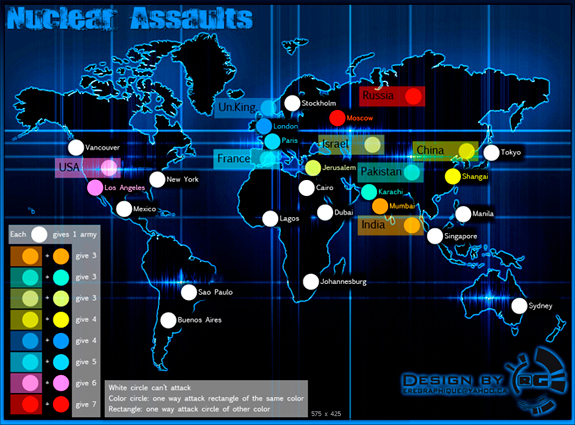 Nuclear Assaults
Russia
Un.King.
Stockholm
Moscow
London
Paris
Israel
China
Tokyo
Vancouver
USA
France
Jerusalem
Pakistan
Shangai
New York
Los Angeles
Cairo
Karachi
Mexico
Dubai
Mumbai
Manila
Lagos
India
Singapore
Each gives 1 army
+ give 3
+ give 3
+ give 3
+ give 4
+ give 4
+ give 5
+ give 6
+ give 7
Johannesburg
Sao Paulo
Buenos Aires
Sydney
White circle can't attack
Color circle: one way attack rectangle of the same color
Rectangle: one way attack circle of other color
575 x 425
Design by